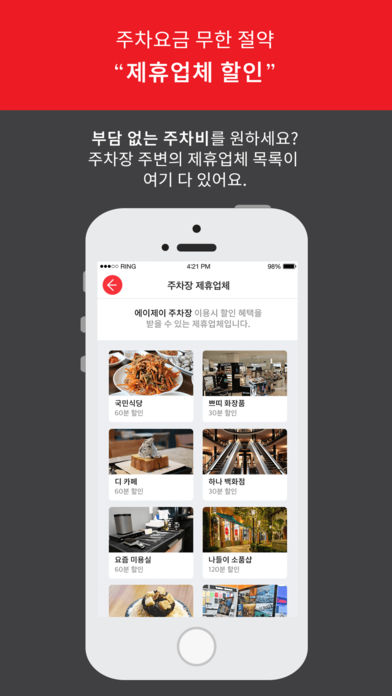 주차요금 무한 절약
“제휴업체 할인”
부담 없는 주차비를 원하세요?
주차장 주변의 제휴업체 목록이
여기 다 있어요.
RING 4:21 PM 98%
주차장 제휴업체
에이제이 주차장 이용시 할인 혜택을
받을 수 있는 제휴업체입니다.
국민식당 쁘띠 화장품
60분 할인 30분 할인
디 카페 하나 백화점
60분 할인 30분 할인
요즘 미용실 나들이 소품샵
60분 할인 120분 할인